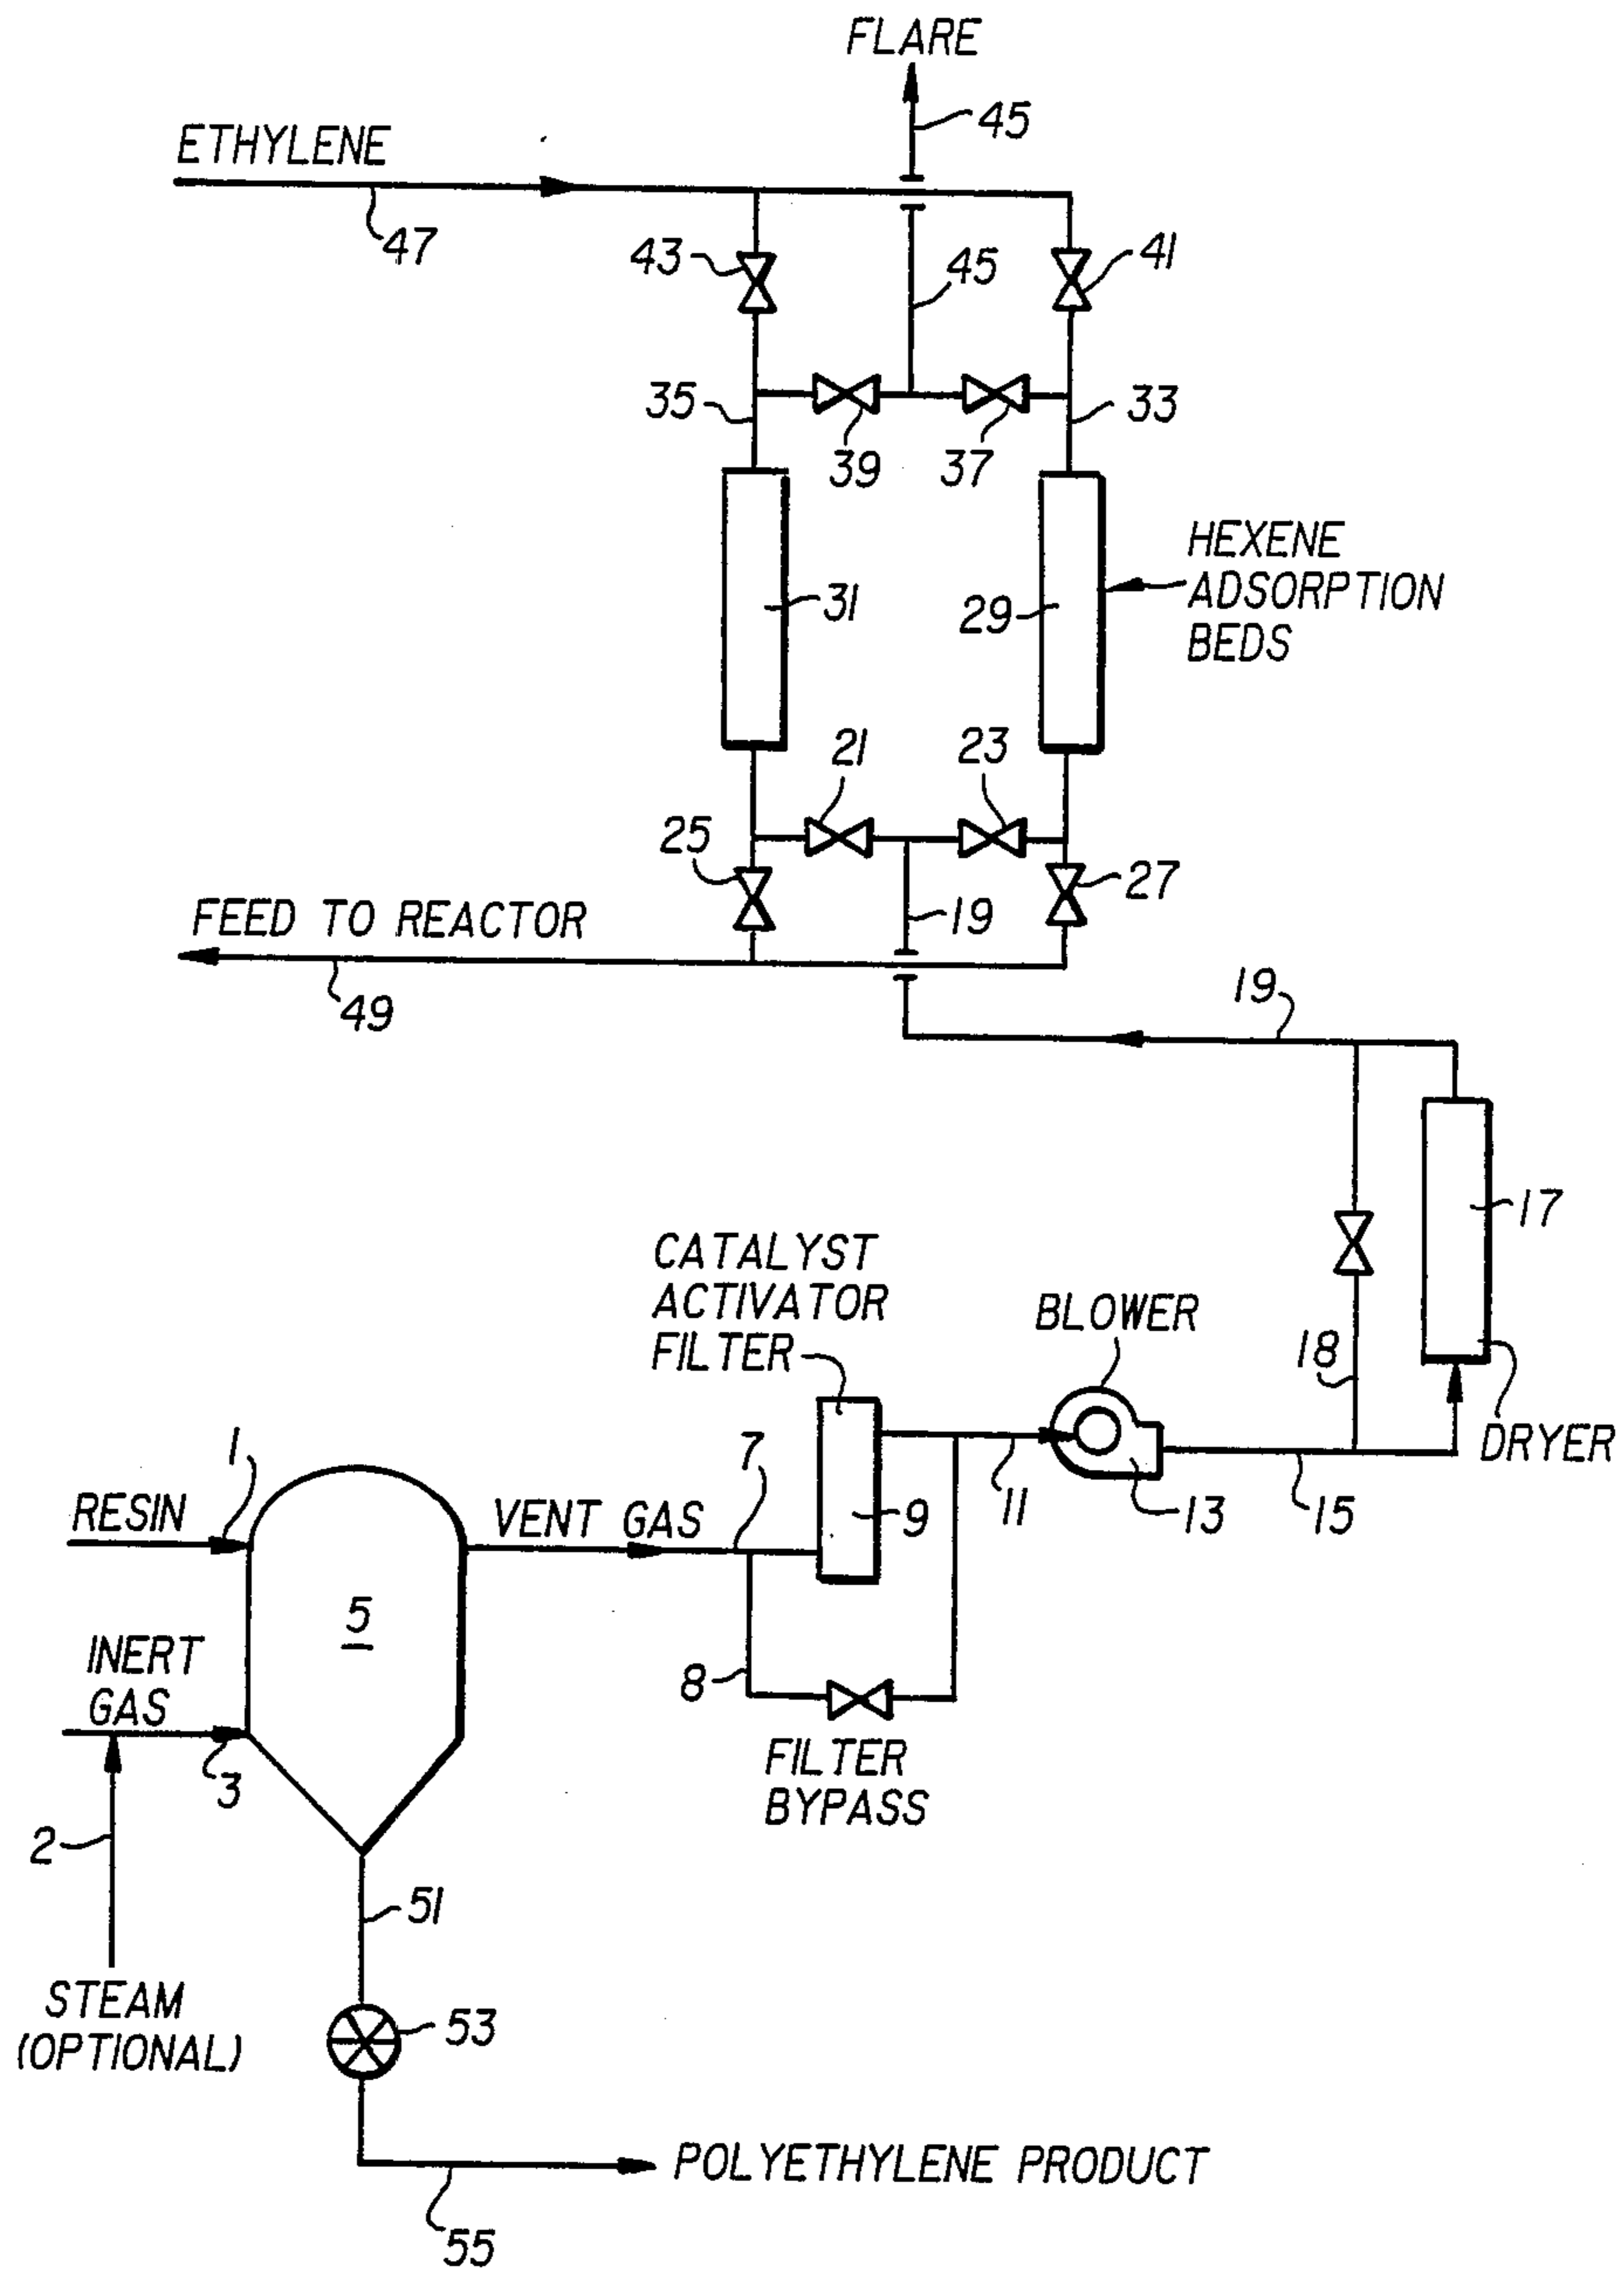 FLARE
45
ETHYLENE
47
43
45
41
35
39
37
33
31
29
HEXENE
ADSORPTION
BEDS
21
23
25
27
19
FEED TO REACTOR
49
19
17
CATALYST
ACTIVATOR
FILTER
BLOWER
18
DRYER
1
7
RESIN
VENT GAS
9
11
13
15
5
INERT
GAS
8
3
FILTER
BYPASS
2
51
STEAM
(OPTIONAL)
53
POLYETHYLENE PRODUCT
55